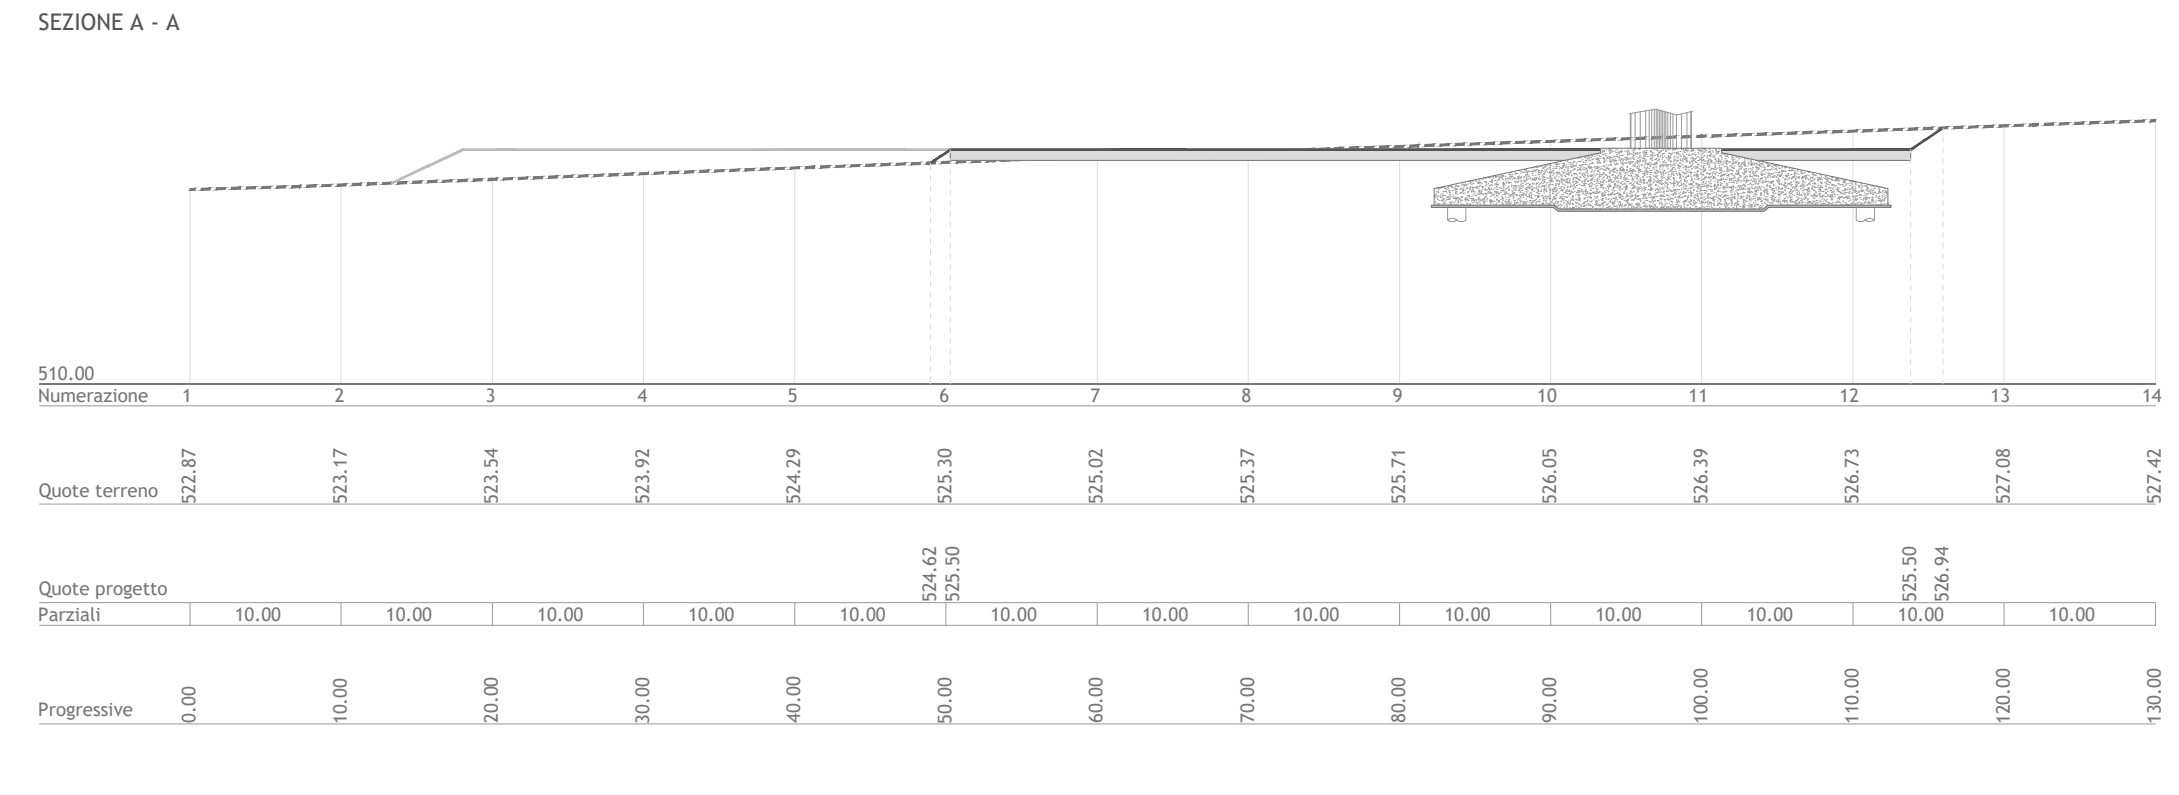 SEZIONE A - A
510.00
Numerazione 1 2 3 4 5 6 7 8 9 10 11 12 13 14
Quote terreno 522.87 523.17 523.54 523.92 524.29 525.30 525.02 525.37 525.71 526.05 526.39 526.73 527.08 527.42
Quote progetto 524.62 525.50 525.50 526.94
Parziali 10.00 10.00 10.00 10.00 10.00 10.00 10.00 10.00 10.00 10.00 10.00 10.00 10.00
Progressive 0.00 10.00 20.00 30.00 40.00 50.00 60.00 70.00 80.00 90.00 100.00 110.00 120.00 130.00